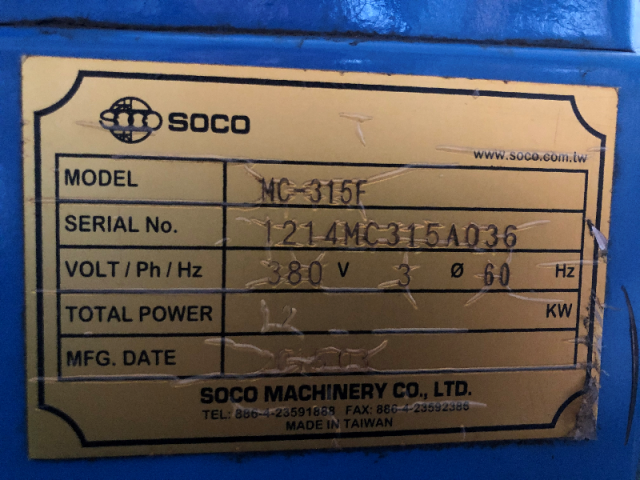 SOCO
www.soco.com.tw
MODEL MC-315F
SERIAL No. 1214MC315A036
VOLT / Ph / Hz 380 V 3 Ø 60 Hz
TOTAL POWER KW
MFG. DATE
SOCO MACHINERY CO., LTD.
TEL: 886-4-23591888 FAX: 886-4-23592386
MADE IN TAIWAN